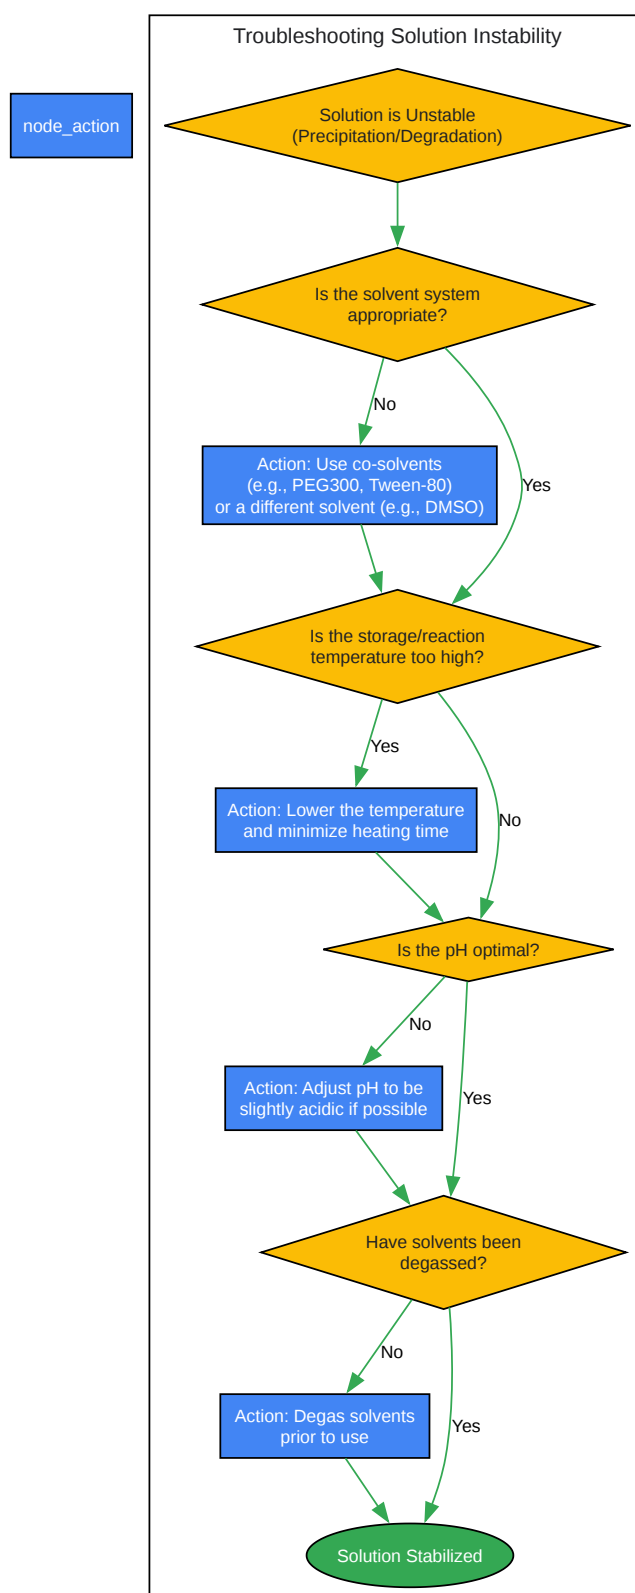 Troubleshooting Solution Instability
node_action
Solution is Unstable
(Precipitation/Degradation)
Is the solvent system
appropriate?
No
Yes
Action: Use co-solvents
(e.g., PEG300, Tween-80)
or a different solvent (e.g., DMSO)
Is the storage/reaction
temperature too high?
Yes
No
Action: Lower the temperature
and minimize heating time
Is the pH optimal?
No
Yes
Action: Adjust pH to be
slightly acidic if possible
Have solvents been
degassed?
No
Yes
Action: Degas solvents
prior to use
Solution Stabilized